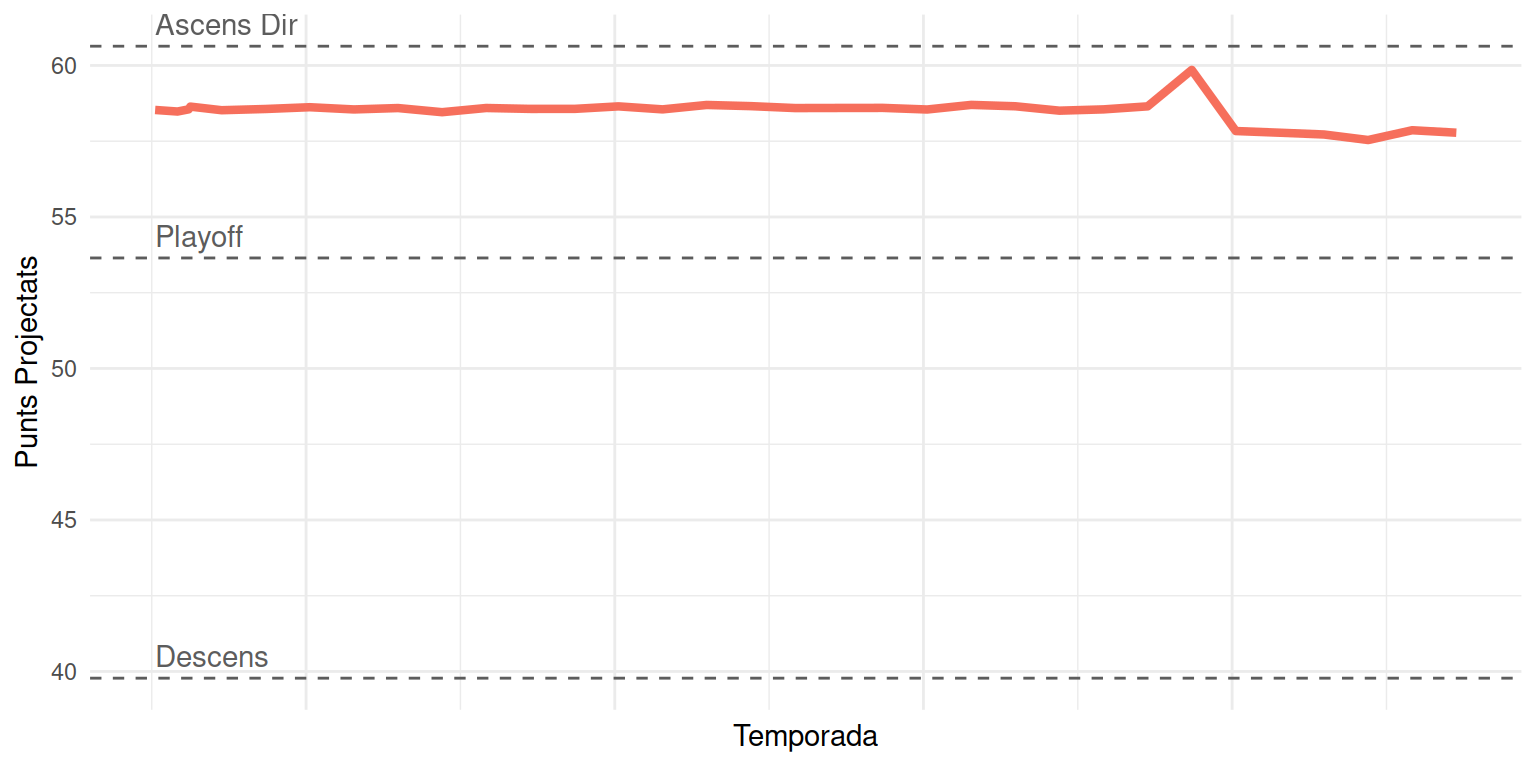 Ascens Dir
60
55
Playoff
Punts Projectats
50
45
Descens
40
Temporada